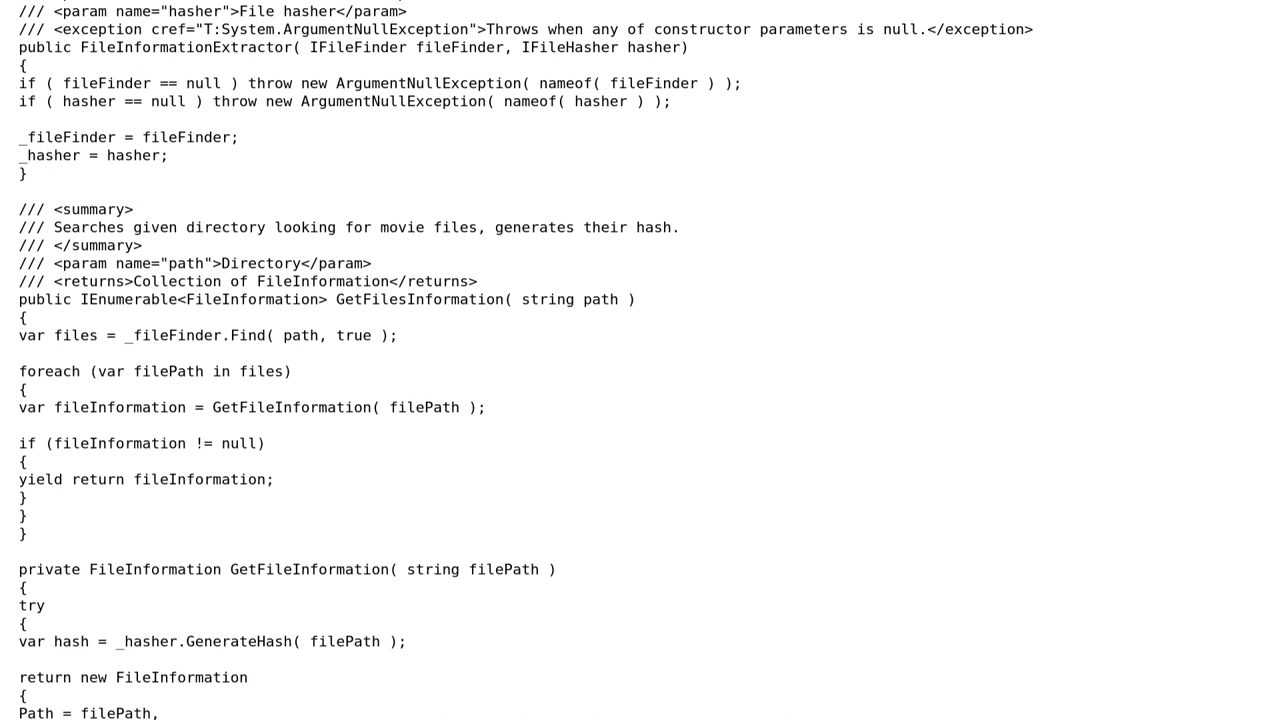 /// <param name="hasher">File hasher</param>
/// <exception cref="T:System.ArgumentNullException">Throws when any of constructor parameters is null.</exception>
public FileInformationExtractor( IFileFinder fileFinder, IFileHasher hasher)
{
if ( fileFinder == null ) throw new ArgumentNullException( nameof( fileFinder ) );
if ( hasher == null ) throw new ArgumentNullException( nameof( hasher ) );

_fileFinder = fileFinder;
_hasher = hasher;
}

/// <summary>
/// Searches given directory looking for movie files, generates their hash.
/// </summary>
/// <param name="path">Directory</param>
/// <returns>Collection of FileInformation</returns>
public IEnumerable<FileInformation> GetFilesInformation( string path )
{
var files = _fileFinder.Find( path, true );

foreach (var filePath in files)
{
var fileInformation = GetFileInformation( filePath );

if (fileInformation != null)
{
yield return fileInformation;
}
}
}

private FileInformation GetFileInformation( string filePath )
{
try
{
var hash = _hasher.GenerateHash( filePath );

return new FileInformation
{
Path = filePath,